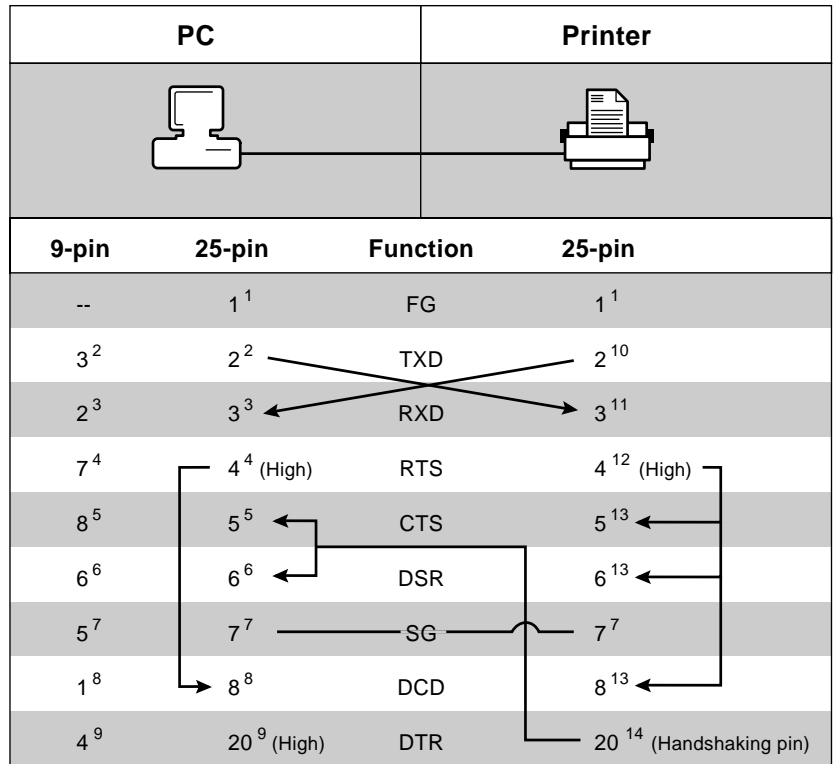 PC Printer
9-pin 25-pin Function 25-pin
-- 1 1 FG 1 1
3 2 2 2 TXD 2 10
2 3 3 3 RXD 3 11
7 4 4 4 (High) RTS 4 12 (High)
8 5 5 5 CTS 5 13
6 6 6 6 DSR 6 13
5 7 7 7 SG 7 7
1 8 8 8 DCD 8 13
4 9 20 9 (High) DTR 20 14 (Handshaking pin)